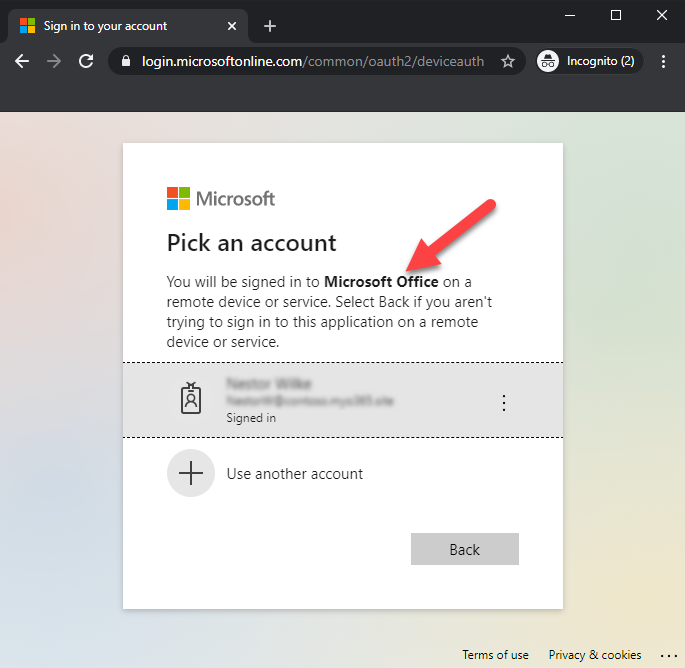 Sign in to your account
login.microsoftonline.com/common/oauth2/deviceauth
Incognito (2)
Microsoft
Pick an account
You will be signed in to Microsoft Office on a
remote device or service. Select Back if you aren't
trying to sign in to this application on a remote
device or service.
Signed in
Use another account
Back
Terms of use
Privacy & cookies